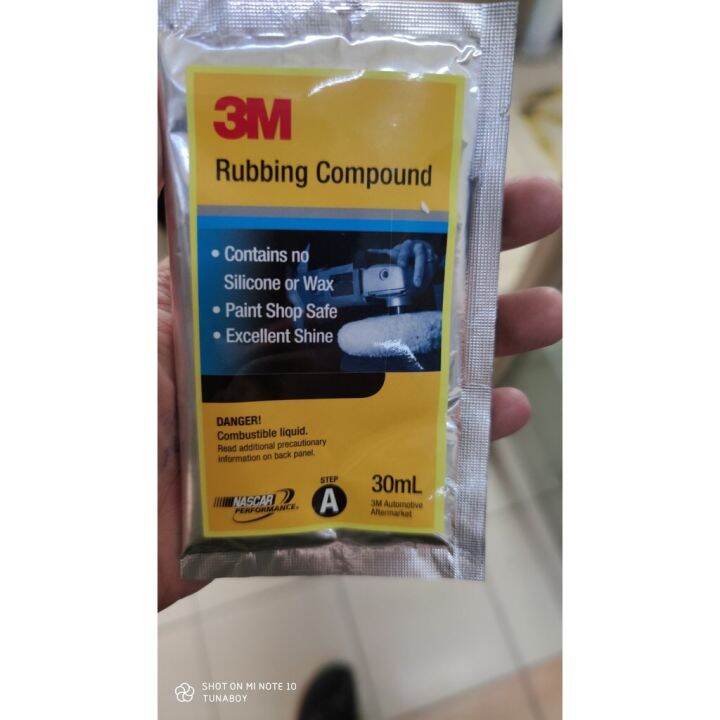 3M
Rubbing Compound
• Contains no
Silicone or Wax
• Paint Shop Safe
• Excellent Shine
DANGER!
Combustible liquid.
Read additional precautionary
information on back panel.
NASCAR
PERFORMANCE
STEP
A
30mL
3M Automotive
Aftermarket
SHOT ON MI NOTE 10
TUNABOY